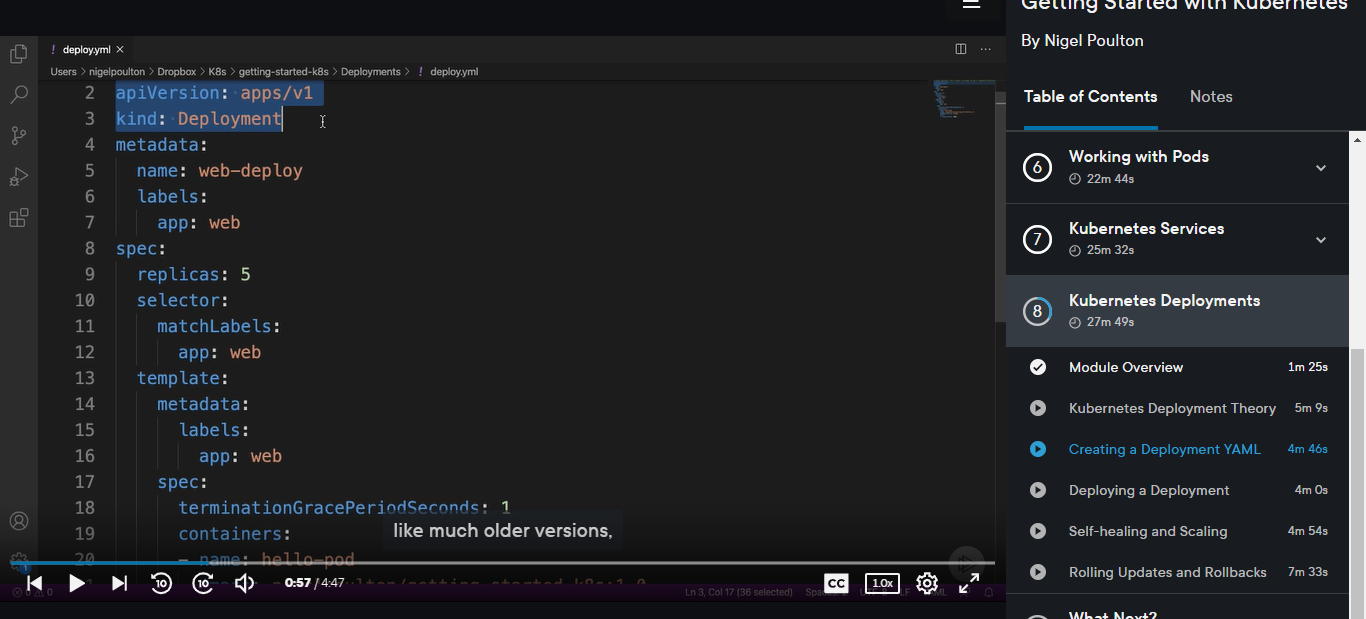 Getting Started with Kubernetes
By Nigel Poulton
Table of Contents Notes
deploy.yml
Users > nigelpoulton > Dropbox > K8s > getting-started-k8s > Deployments > ! deploy.yml
2 apiVersion: apps/v1
3 kind: Deployment
4 metadata:
5 name: web-deploy
6 labels:
7 app: web
8 spec:
9 replicas: 5
10 selector:
11 matchLabels:
12 app: web
13 template:
14 metadata:
15 labels:
16 app: web
17 spec:
18 terminationGracePeriodSeconds: 1
19 containers:
20 - name: hello-pod
like much older versions,
0:57 / 4:47
CC 1.0x
Ln 3, Col 17 (36 selected)
6 Working with Pods
22m 44s
7 Kubernetes Services
25m 32s
8 Kubernetes Deployments
27m 49s
Module Overview 1m 25s
Kubernetes Deployment Theory 5m 9s
Creating a Deployment YAML 4m 46s
Deploying a Deployment 4m 0s
Self-healing and Scaling 4m 54s
Rolling Updates and Rollbacks 7m 33s
What Next?